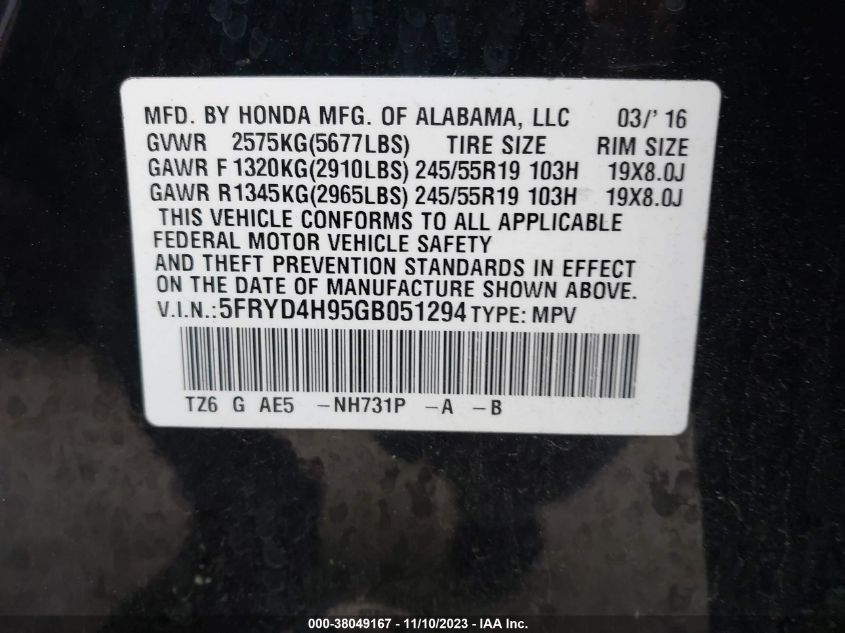 MFD. BY HONDA MFG. OF ALABAMA, LLC 03/' 16
GVWR 2575KG(5677LBS) TIRE SIZE RIM SIZE
GAWR F 1320KG(2910LBS) 245/55R19 103H 19X8.0J
GAWR R1345KG(2965LBS) 245/55R19 103H 19X8.0J
THIS VEHICLE CONFORMS TO ALL APPLICABLE
FEDERAL MOTOR VEHICLE SAFETY
AND THEFT PREVENTION STANDARDS IN EFFECT
ON THE DATE OF MANUFACTURE SHOWN ABOVE.
V.I.N.:5FRYD4H95GB051294 TYPE: MPV
TZ6 G AE5 -NH731P -A -B
000-38049167 - 11/10/2023 - IAA Inc.